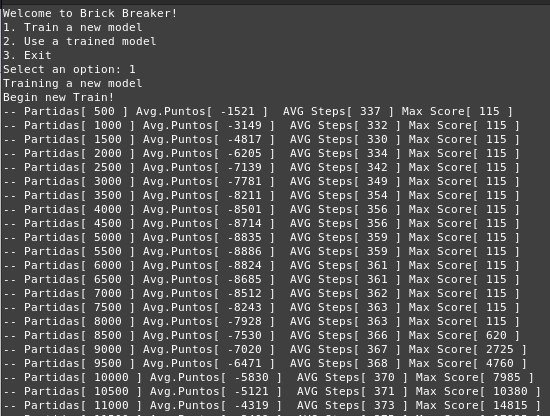 Welcome to Brick Breaker!
1. Train a new model
2. Use a trained model
3. Exit
Select an option: 1
Training a new model
Begin new Train!
-- Partidas[ 500 ] Avg.Puntos[ -1521 ]  AVG Steps[ 337 ] Max Score[ 115 ]
-- Partidas[ 1000 ] Avg.Puntos[ -3149 ]  AVG Steps[ 332 ] Max Score[ 115 ]
-- Partidas[ 1500 ] Avg.Puntos[ -4817 ]  AVG Steps[ 330 ] Max Score[ 115 ]
-- Partidas[ 2000 ] Avg.Puntos[ -6205 ]  AVG Steps[ 334 ] Max Score[ 115 ]
-- Partidas[ 2500 ] Avg.Puntos[ -7139 ]  AVG Steps[ 342 ] Max Score[ 115 ]
-- Partidas[ 3000 ] Avg.Puntos[ -7781 ]  AVG Steps[ 349 ] Max Score[ 115 ]
-- Partidas[ 3500 ] Avg.Puntos[ -8211 ]  AVG Steps[ 354 ] Max Score[ 115 ]
-- Partidas[ 4000 ] Avg.Puntos[ -8501 ]  AVG Steps[ 356 ] Max Score[ 115 ]
-- Partidas[ 4500 ] Avg.Puntos[ -8714 ]  AVG Steps[ 356 ] Max Score[ 115 ]
-- Partidas[ 5000 ] Avg.Puntos[ -8835 ]  AVG Steps[ 359 ] Max Score[ 115 ]
-- Partidas[ 5500 ] Avg.Puntos[ -8886 ]  AVG Steps[ 359 ] Max Score[ 115 ]
-- Partidas[ 6000 ] Avg.Puntos[ -8824 ]  AVG Steps[ 361 ] Max Score[ 115 ]
-- Partidas[ 6500 ] Avg.Puntos[ -8685 ]  AVG Steps[ 361 ] Max Score[ 115 ]
-- Partidas[ 7000 ] Avg.Puntos[ -8512 ]  AVG Steps[ 362 ] Max Score[ 115 ]
-- Partidas[ 7500 ] Avg.Puntos[ -8243 ]  AVG Steps[ 363 ] Max Score[ 115 ]
-- Partidas[ 8000 ] Avg.Puntos[ -7928 ]  AVG Steps[ 363 ] Max Score[ 115 ]
-- Partidas[ 8500 ] Avg.Puntos[ -7530 ]  AVG Steps[ 366 ] Max Score[ 620 ]
-- Partidas[ 9000 ] Avg.Puntos[ -7020 ]  AVG Steps[ 367 ] Max Score[ 2725 ]
-- Partidas[ 9500 ] Avg.Puntos[ -6471 ]  AVG Steps[ 368 ] Max Score[ 4760 ]
-- Partidas[ 10000 ] Avg.Puntos[ -5830 ]  AVG Steps[ 370 ] Max Score[ 7985 ]
-- Partidas[ 10500 ] Avg.Puntos[ -5121 ]  AVG Steps[ 371 ] Max Score[ 10380 ]
-- Partidas[ 11000 ] Avg.Puntos[ -4319 ]  AVG Steps[ 373 ] Max Score[ 14815 ]